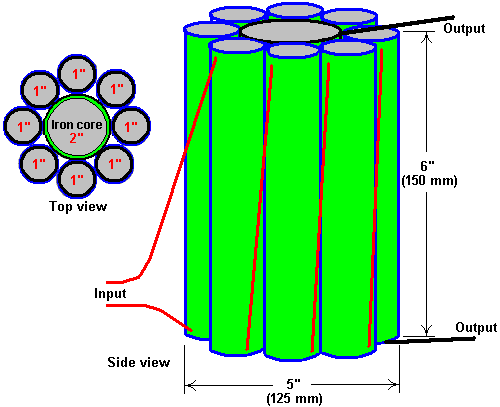 Output
1"
1"
1"
1"
Iron core
2"
1"
1"
1"
1"
Top view
6"
(150 mm)
Input
Output
Side view
5"
(125 mm)